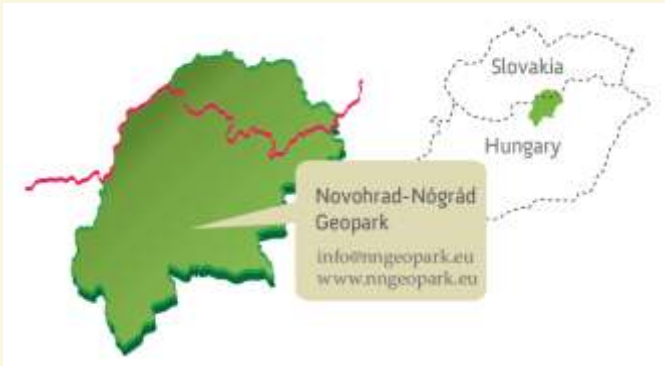 Slovakia
Hungary
Novohrad-Nógrád
Geopark
info@nngeopark.eu
www.nngeopark.eu